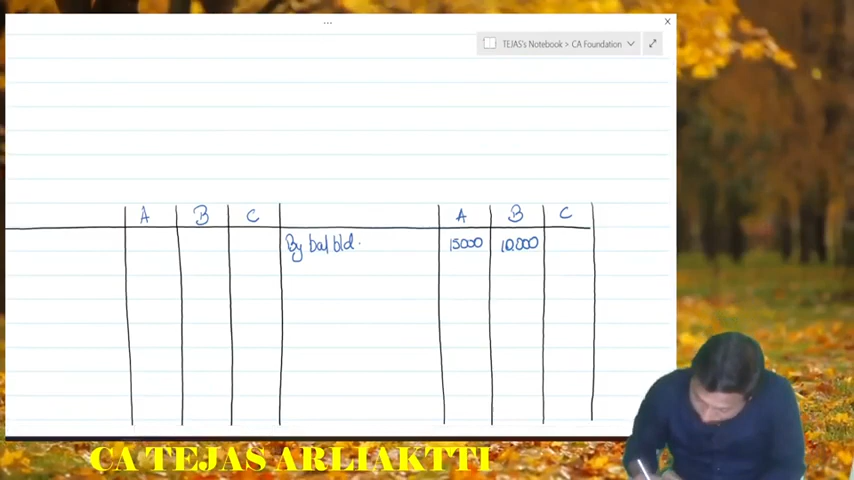 ...
TEJAS's Notebook > CA Foundation
A B C A B C
By bal b/d. 15000 10,000
CA TEJAS ARLIAKTTI